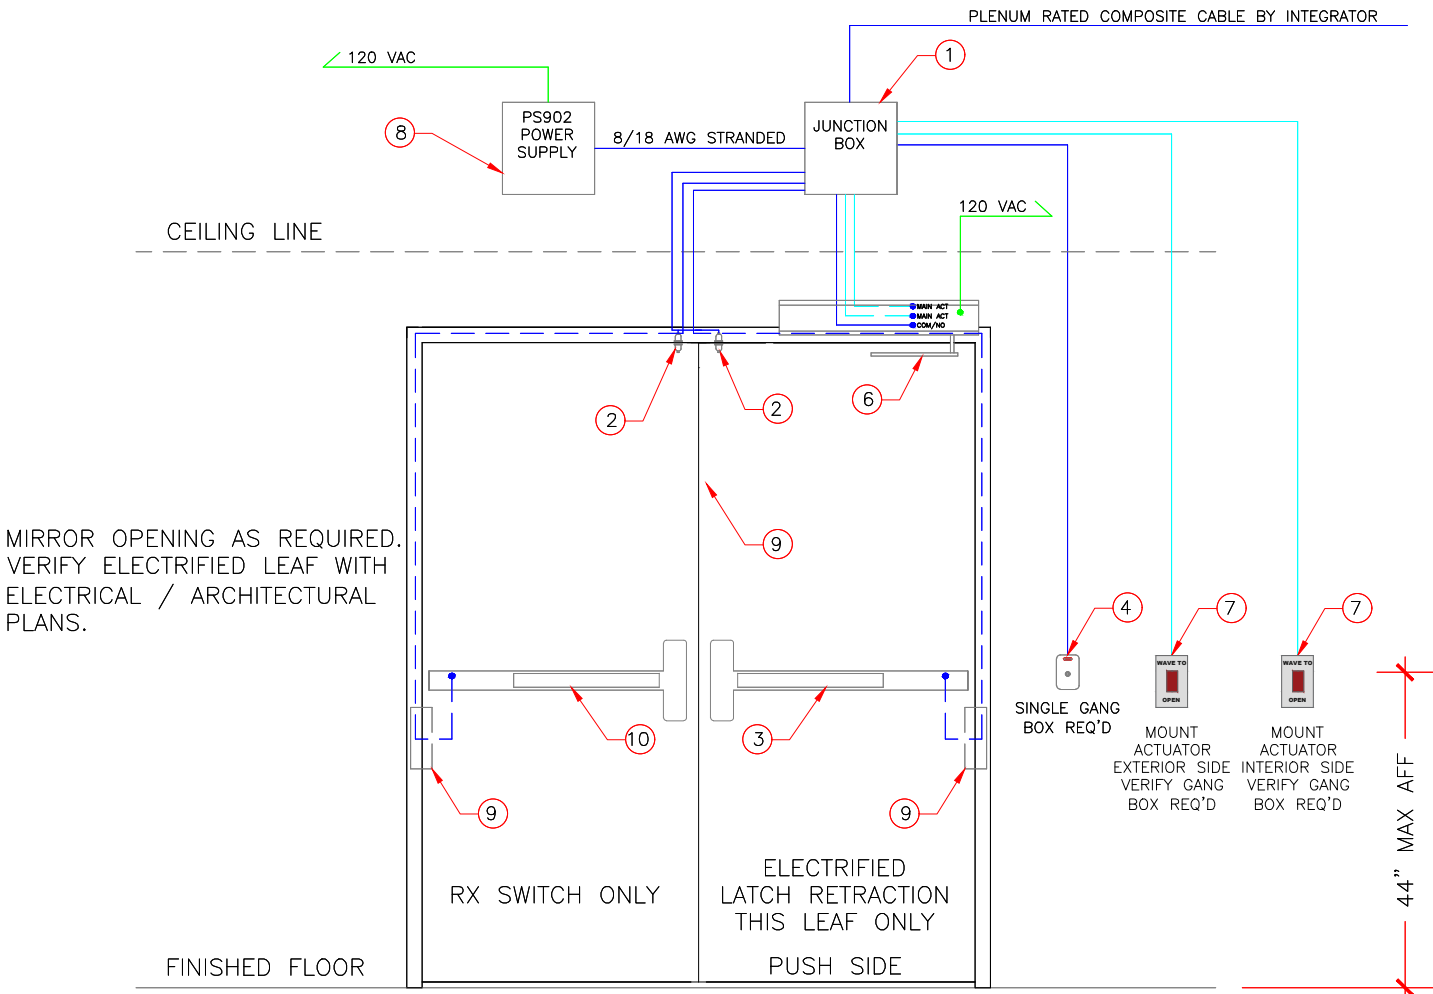 PLENUM RATED COMPOSITE CABLE BY INTEGRATOR
120 VAC
1
PS902
POWER
SUPPLY
8
8/18 AWG STRANDED
JUNCTION
BOX
120 VAC
CEILING LINE
MAIN ACT
MAIN ACT
COM/NO
2
2
6
9
MIRROR OPENING AS REQUIRED.
VERIFY ELECTRIFIED LEAF WITH
ELECTRICAL / ARCHITECTURAL
PLANS.
4
7
7
WAVE TO
OPEN
WAVE TO
OPEN
SINGLE GANG
BOX REQ'D
MOUNT
ACTUATOR
EXTERIOR SIDE
VERIFY GANG
BOX REQ'D
MOUNT
ACTUATOR
INTERIOR SIDE
VERIFY GANG
BOX REQ'D
10
3
9
9
44" MAX AFF
RX SWITCH ONLY
ELECTRIFIED
LATCH RETRACTION
THIS LEAF ONLY
FINISHED FLOOR
PUSH SIDE